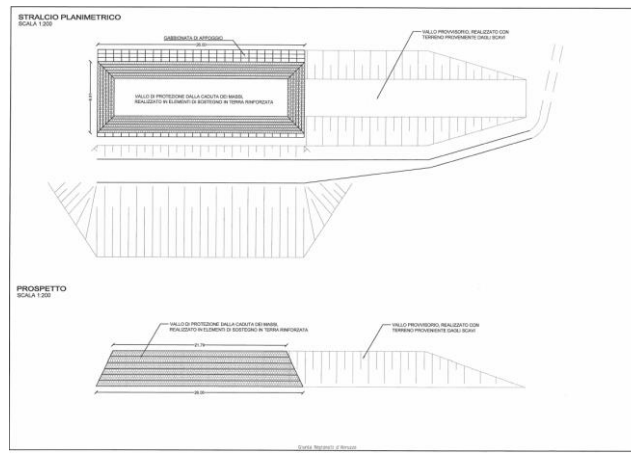 STRALCIO PLANIMETRICO
SCALA 1:200
GABBIONATA DI APPOGGIO
VALLO PROVVISORIO, REALIZZATO CON
TERRENO PROVENIENTE DAGLI SCAVI
VALLO DI PROTEZIONE DALLA CADUTA DEI MASSI,
REALIZZATO IN ELEMENTI DI SOSTEGNO IN TERRA RINFORZATA
PROSPETTO
SCALA 1:200
VALLO DI PROTEZIONE DALLA CADUTA DEI MASSI,
REALIZZATO IN ELEMENTI DI SOSTEGNO IN TERRA RINFORZATA
VALLO PROVVISORIO, REALIZZATO CON
TERRENO PROVENIENTE DAGLI SCAVI
Giunta Regionale d'Abruzzo